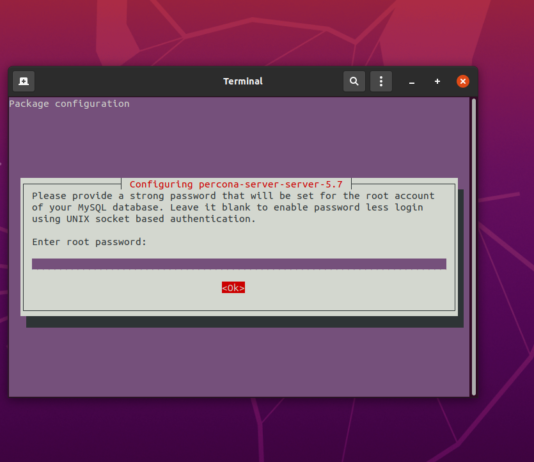 Terminal
Package configuration
Configuring percona-server-server-5.7
Please provide a strong password that will be set for the root account
of your MySQL database. Leave it blank to enable password less login
using UNIX socket based authentication.
Enter root password:
<Ok>